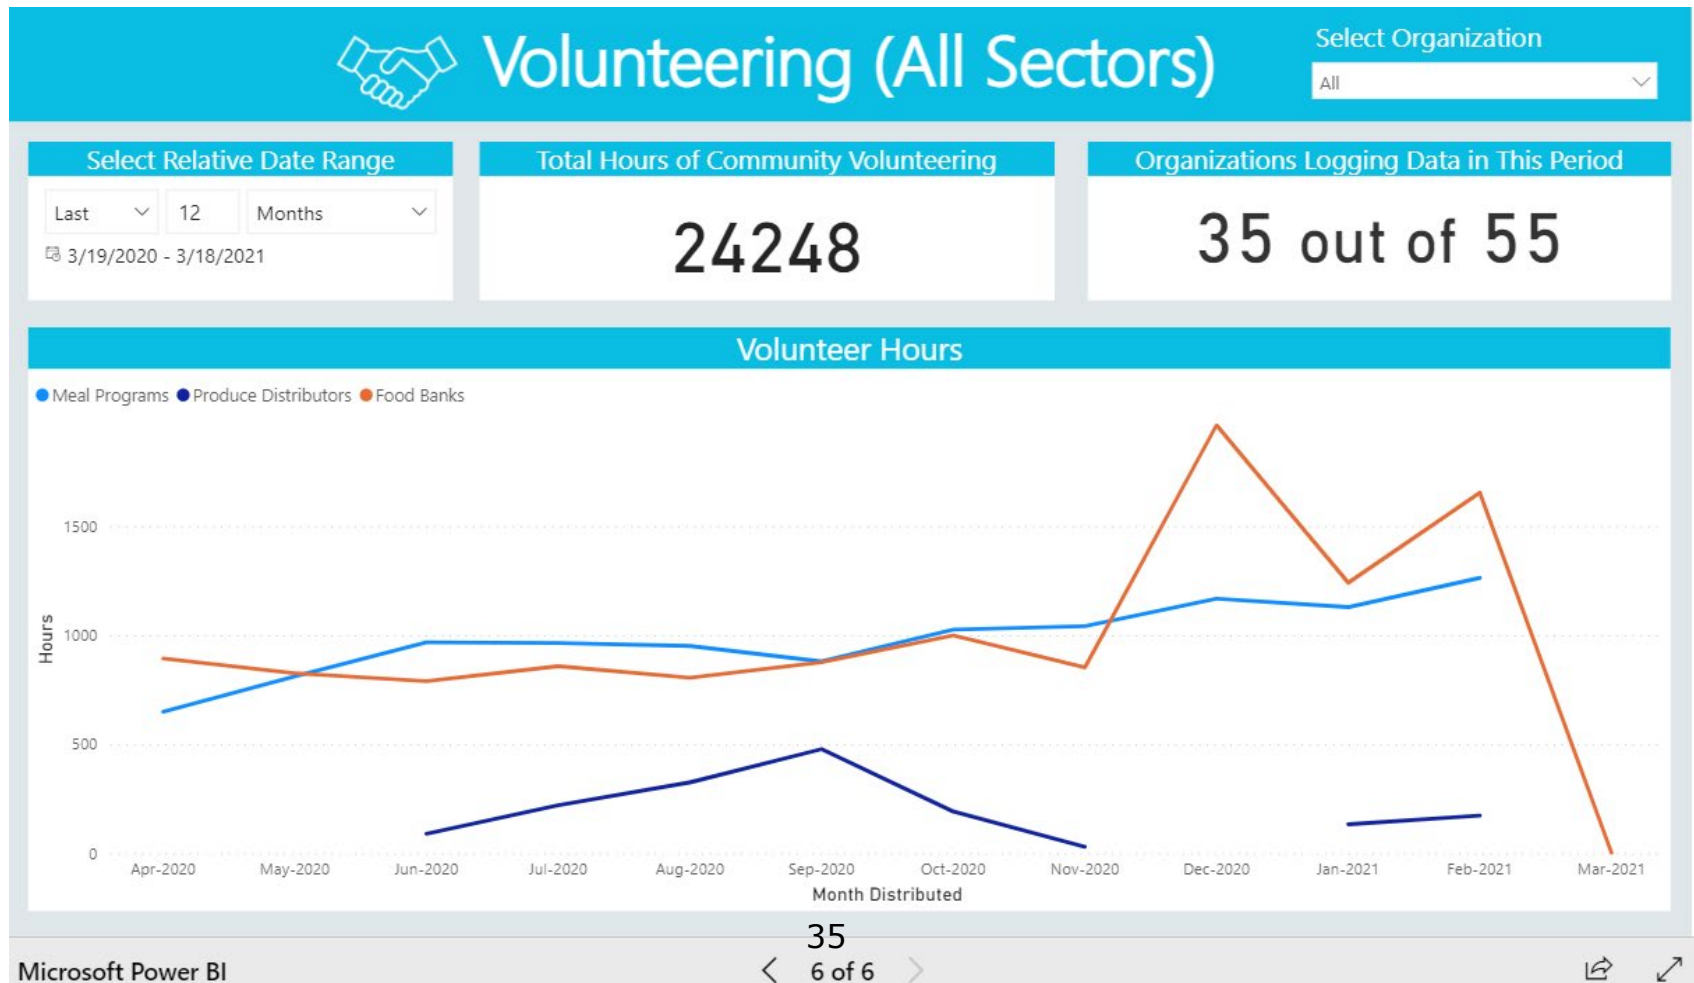 Volunteering (All Sectors)
Select Organization
All
Select Relative Date Range
Last 12 Months
3/19/2020 - 3/18/2021
Total Hours of Community Volunteering
24248
Organizations Logging Data in This Period
35 out of 55
Volunteer Hours
Meal Programs Produce Distributors Food Banks
1500
1000
500
0
Hours
Apr-2020 May-2020 Jun-2020 Jul-2020 Aug-2020 Sep-2020 Oct-2020 Nov-2020 Dec-2020 Jan-2021 Feb-2021 Mar-2021
Month Distributed
35
Microsoft Power BI
6 of 6